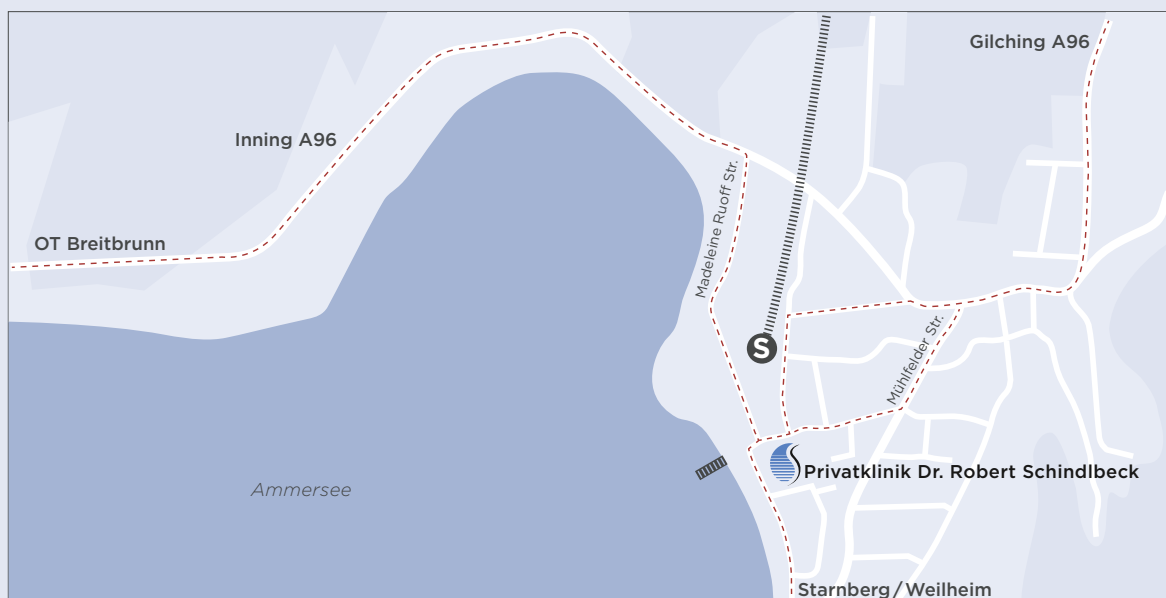 Gilching A96
Inning A96
Madeleine Ruoff Str.
OT Breitbrunn
S
Mühlfelder Str.
Privatklinik Dr. Robert Schindlbeck
Ammersee
Starnberg / Weilheim